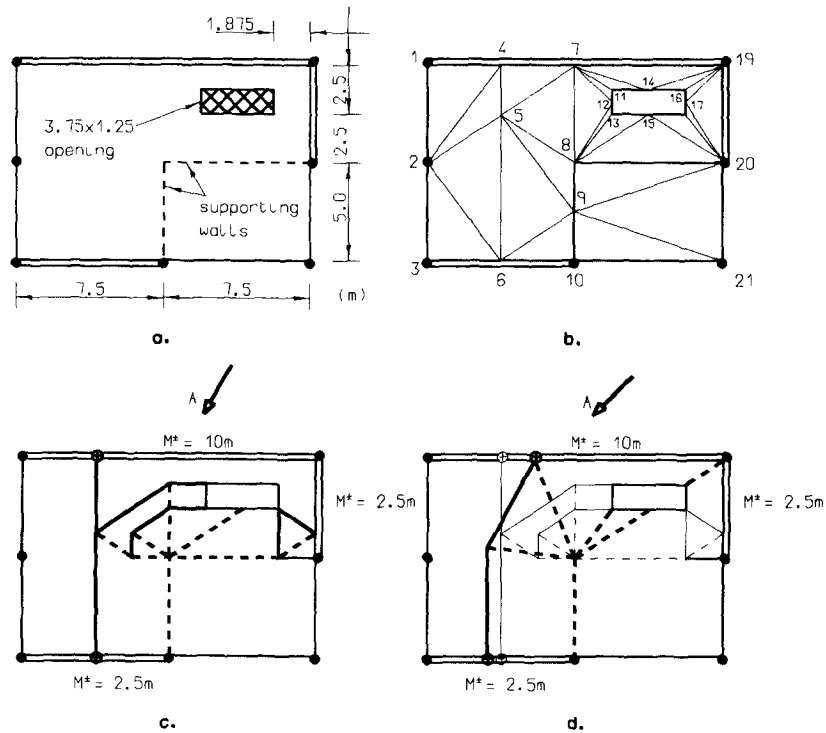 1.875
3.75x1.25
opening
supporting
walls
2.5
2.5
5.0
7.5
7.5
(m)
a.
1
4
7
19
14
11
16
12
17
13
15
5
2
8
20
9
3
6
10
21
b.
A
M* = 10m
M* = 2.5m
M* = 2.5m
c.
A
M* = 10m
M* = 2.5m
M* = 2.5m
d.